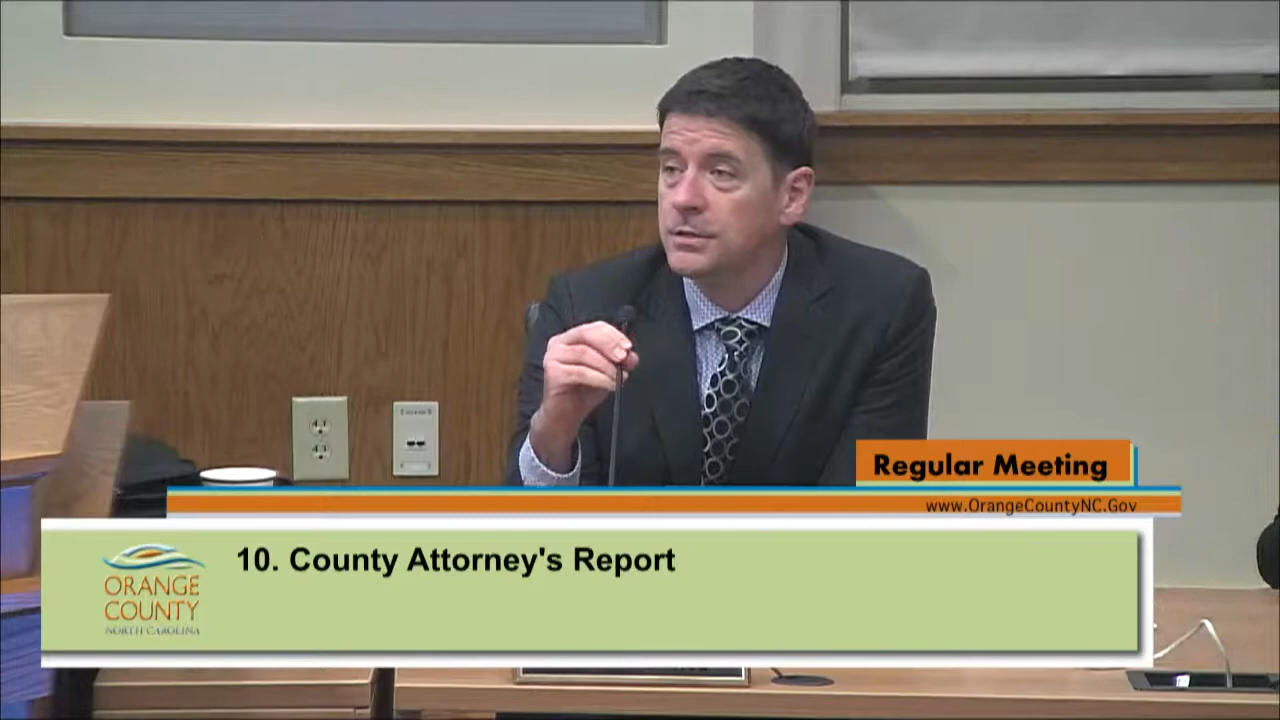 Regular Meeting
www.OrangeCountyNC.Gov
10. County Attorney's Report
ORANGE
COUNTY
NORTH CAROLINA